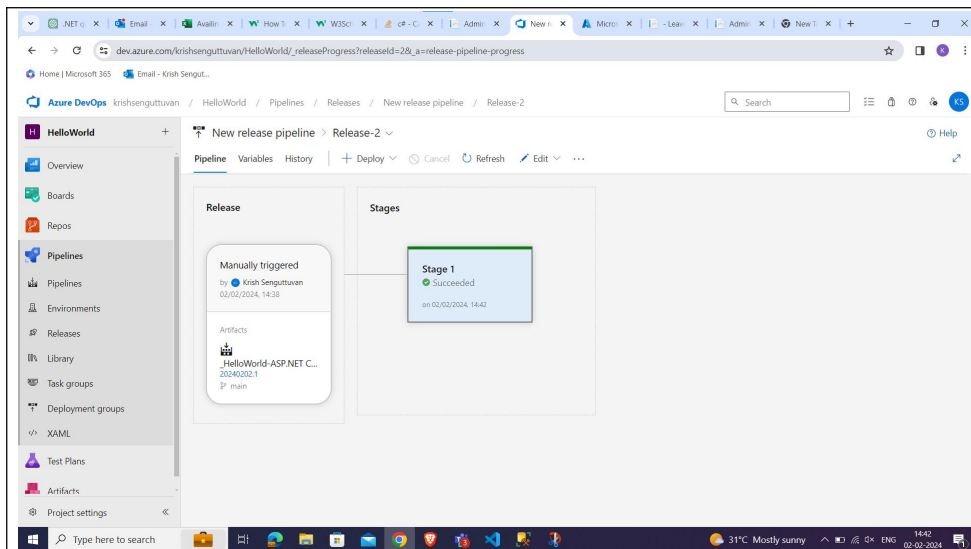 .NET q
Email -
Availin
How T
W3Sch
c# - C
Admin
New re
Micros
- Leav
Admin
New T
dev.azure.com/krishsenguttuvan/HelloWorld/_releaseProgress?releaseId=2&_a=release-pipeline-progress
K
Home | Microsoft 365
Email - Krish Sengut...
Azure DevOps krishsenguttuvan / HelloWorld / Pipelines / Releases / New release pipeline / Release-2
Search
KS
H HelloWorld +
New release pipeline > Release-2
Help
Pipeline Variables History + Deploy Cancel Refresh Edit ...
Overview
Boards
Repos
Pipelines
Pipelines
Environments
Releases
Library
Task groups
Deployment groups
XAML
Test Plans
Artifacts
Project settings
Release
Manually triggered
by Krish Senguttuvan
02/02/2024, 14:38
Artifacts
_HelloWorld-ASP.NET C...
20240202.1
main
Stages
Stage 1
Succeeded
on 02/02/2024, 14:42
Type here to search
31°C Mostly sunny
ENG
14:42
02-02-2024